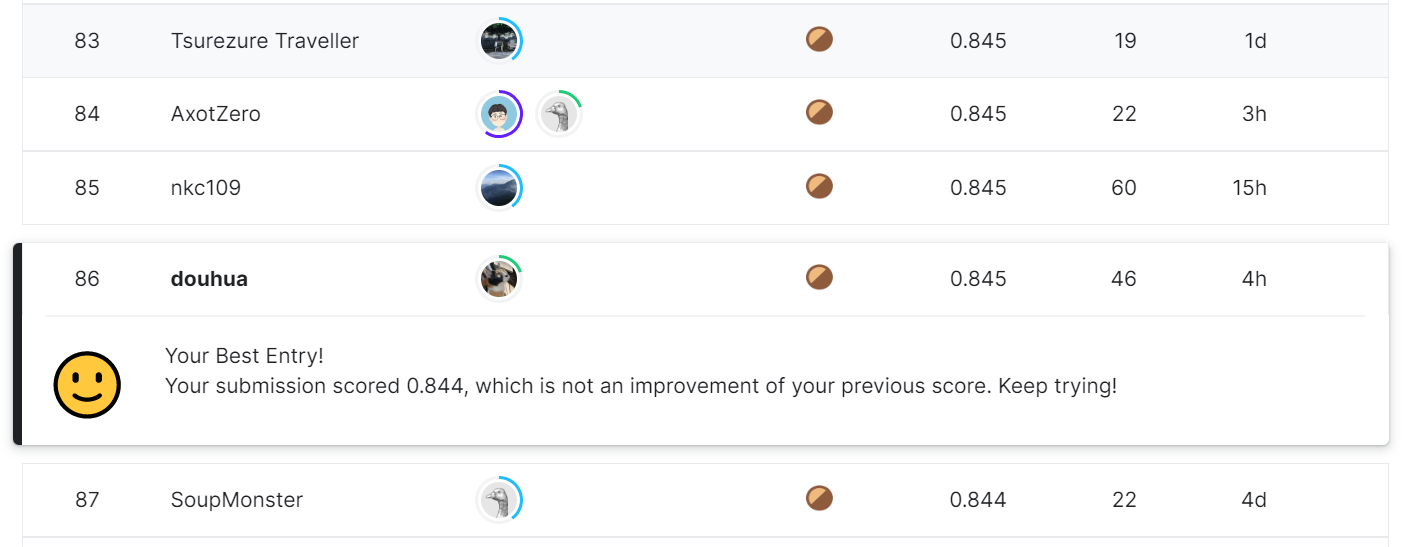 83 Tsurezure Traveller 0.845 19 1d
84 AxotZero 0.845 22 3h
85 nkc109 0.845 60 15h
86 douhua 0.845 46 4h
Your Best Entry!
Your submission scored 0.844, which is not an improvement of your previous score. Keep trying!
87 SoupMonster 0.844 22 4d